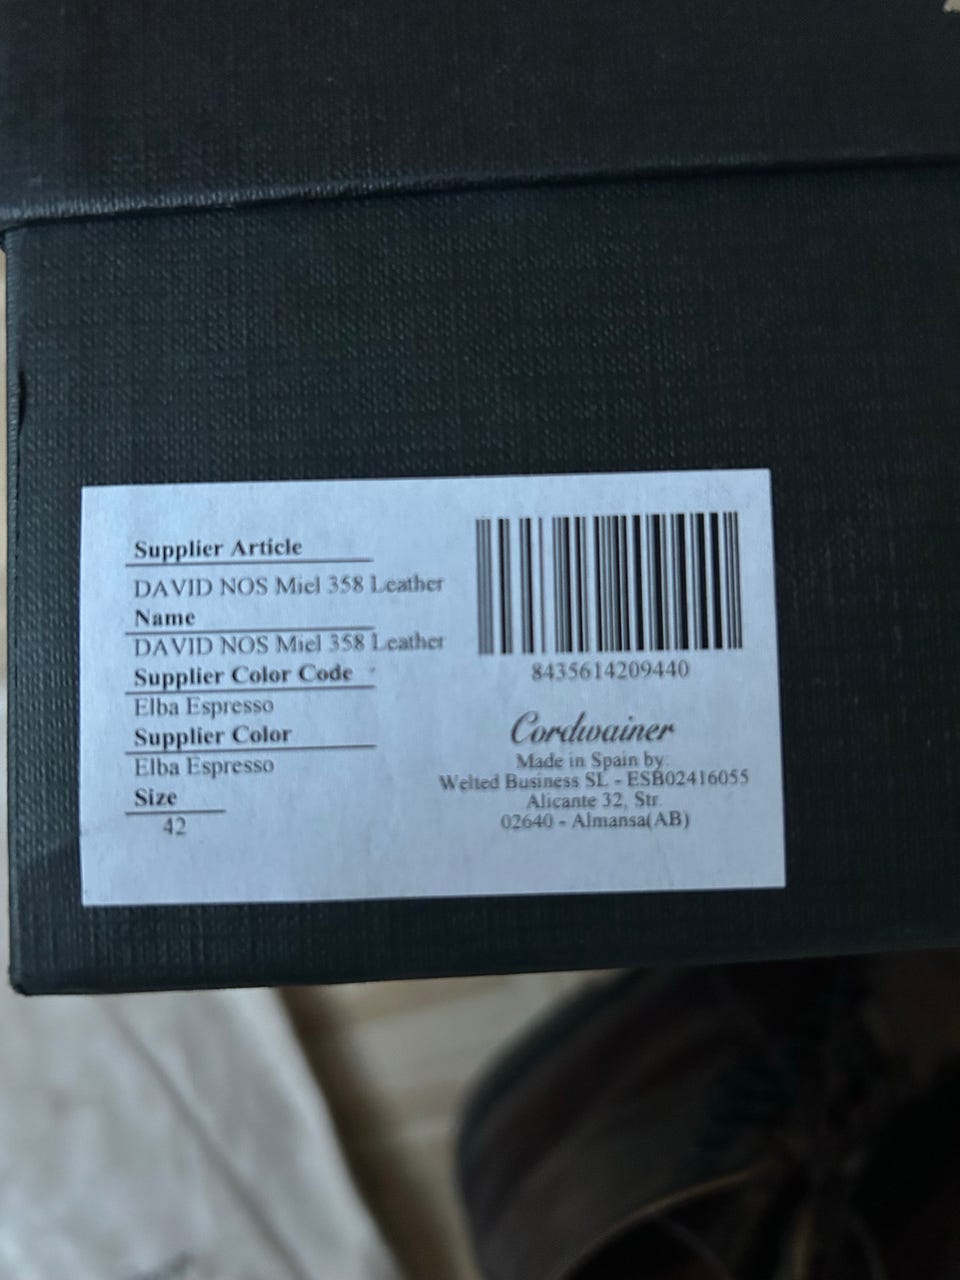 Supplier Article
DAVID NOS Miel 358 Leather
Name
DAVID NOS Miel 358 Leather
Supplier Color Code
Elba Espresso
Supplier Color
Elba Espresso
Size
42
8435614209440
Cordwainer
Made in Spain by:
Welted Business SL - ESB02416055
Alicante 32, Str.
02640 - Almansa(AB)